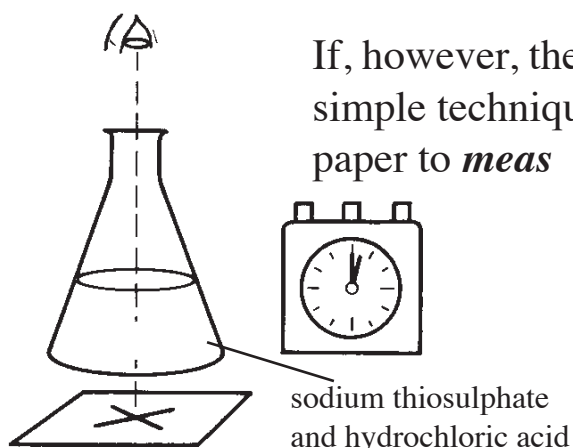 If, however, the
simple techniqu
paper to meas
sodium thiosulphate
and hydrochloric acid